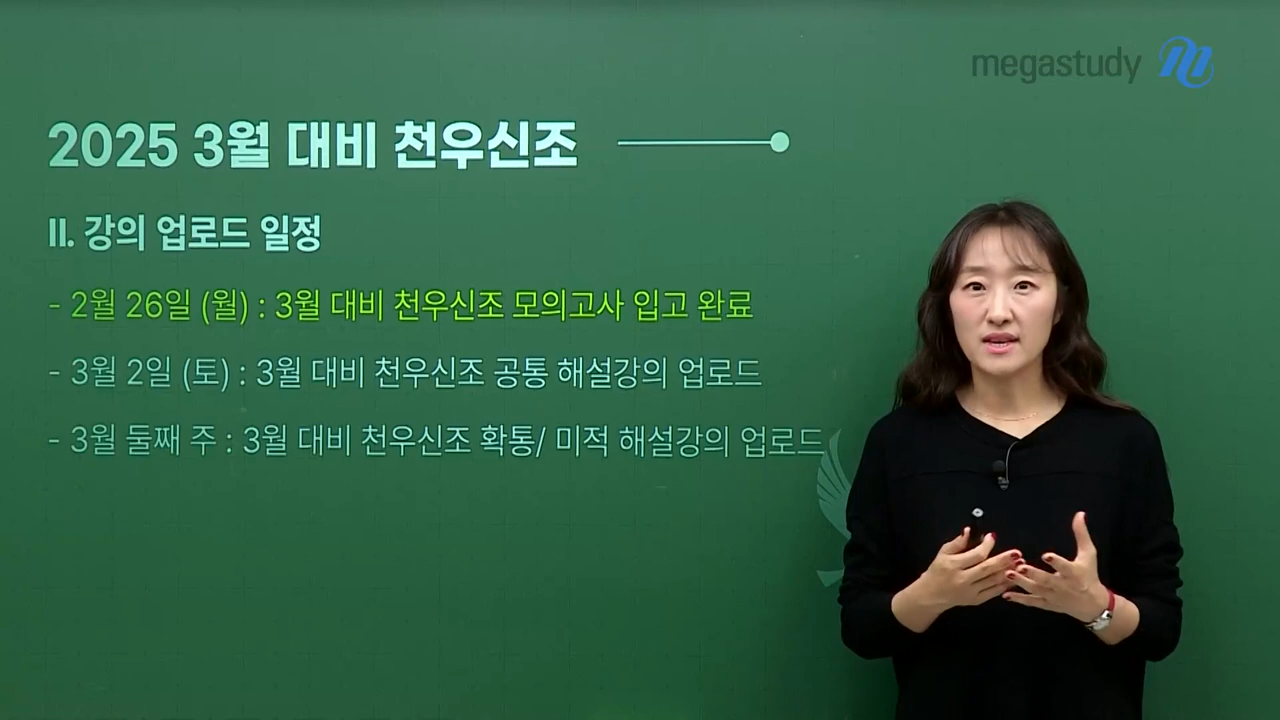 megastudy
2025 3월 대비 천우신조
II. 강의 업로드 일정
- 2월 26일 (월) : 3월 대비 천우신조 모의고사 입고 완료
- 3월 2일 (토) : 3월 대비 천우신조 공통 해설강의 업로드
- 3월 둘째 주 : 3월 대비 천우신조 확통/ 미적 해설강의 업로드